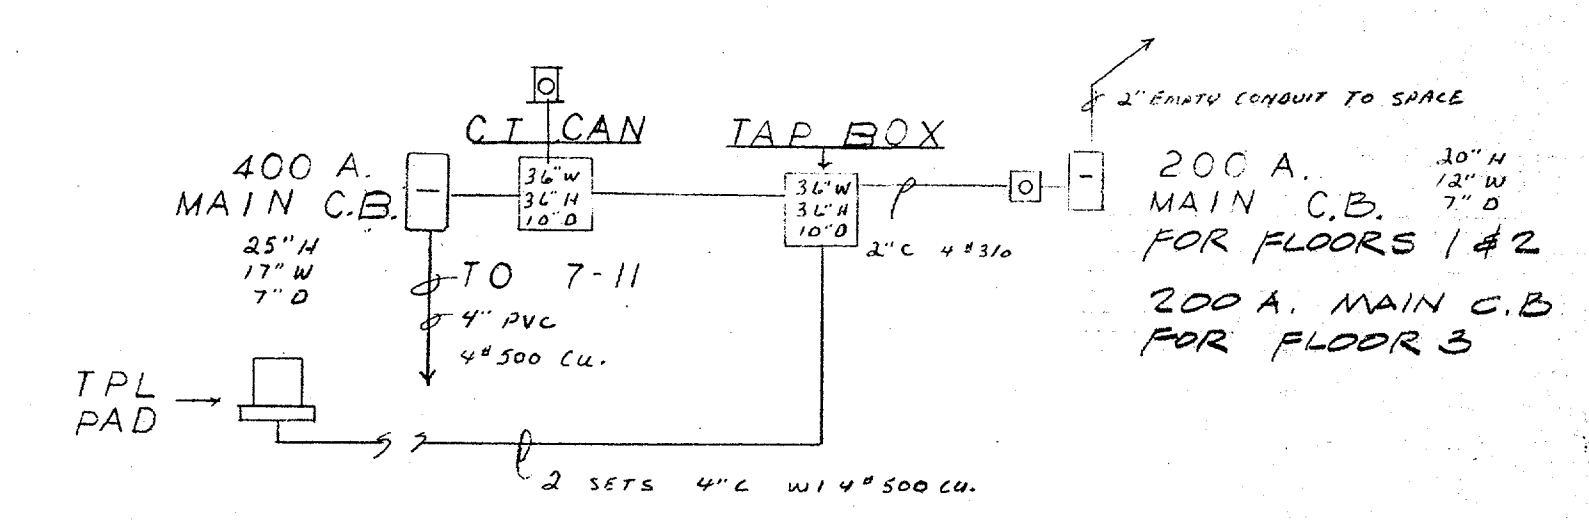 2" EMPTY CONDUIT TO SPACE
CT CAN
TAP BOX
400 A.
MAIN C.B.
25" H
17" W
7" D
36" W
36" H
10" D
36" W
36" H
10" D
2" C 4 # 3/0
200 A.
MAIN C.B.
FOR FLOORS 1 & 2
20" H
12" W
7" D
200 A. MAIN C.B
FOR FLOOR 3
TO 7-11
4" PVC
4 # 500 CU.
TPL
PAD
2 SETS 4" C W/ 4 # 500 CU.